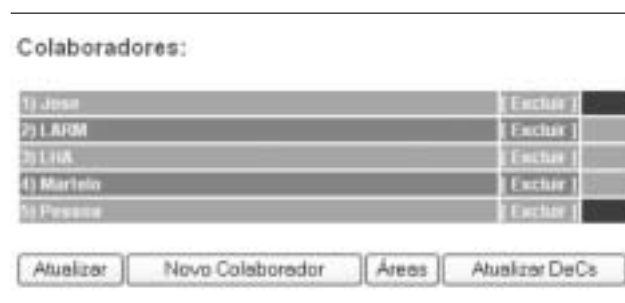 Colaboradores:
1) Jose [ Excluir ]
2) LARM [ Excluir ]
3) LHA [ Excluir ]
4) Martelo [ Excluir ]
5) Pessoa [ Excluir ]
Atualizar Novo Colaborador Áreas Atualizar DeCs